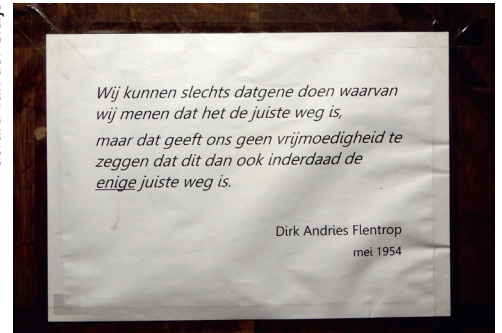 Wij kunnen slechts datgene doen waarvan
wij menen dat het de juiste weg is,
maar dat geeft ons geen vrijmoedigheid te
zeggen dat dit dan ook inderdaad de
enige juiste weg is.
Dirk Andries Flentrop
mei 1954